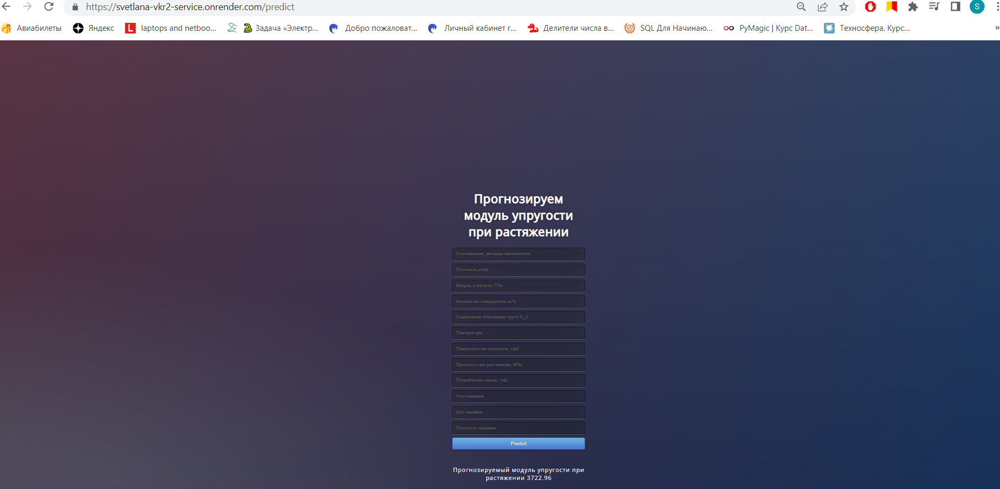 https://svetlana-vkr2-service.onrender.com/predict
S
Авиабилеты
Яндекс
L laptops and netboo...
Задача «Электр...
Добро пожаловат...
Личный кабинет г...
Делители числа в...
SQL Для Начинаю...
PyMagic | Курс Dat...
Техносфера. Курс...
»
Прогнозируем
модуль упругости
при растяжении
Соотношение_матрица-наполнитель
Плотность,кг/м3
Модуль упругости, ГПа
Количество отвердителя, м.%
Содержание эпоксидных групп,%_2
Температура
Поверхностная плотность, г/м2
Прочность при растяжении, МПа
Потребление смолы, г/м2
Угол нашивки
Шаг нашивки
Плотность нашивки
Predict
Прогнозируемый модуль упругости при
растяжении 3722.96